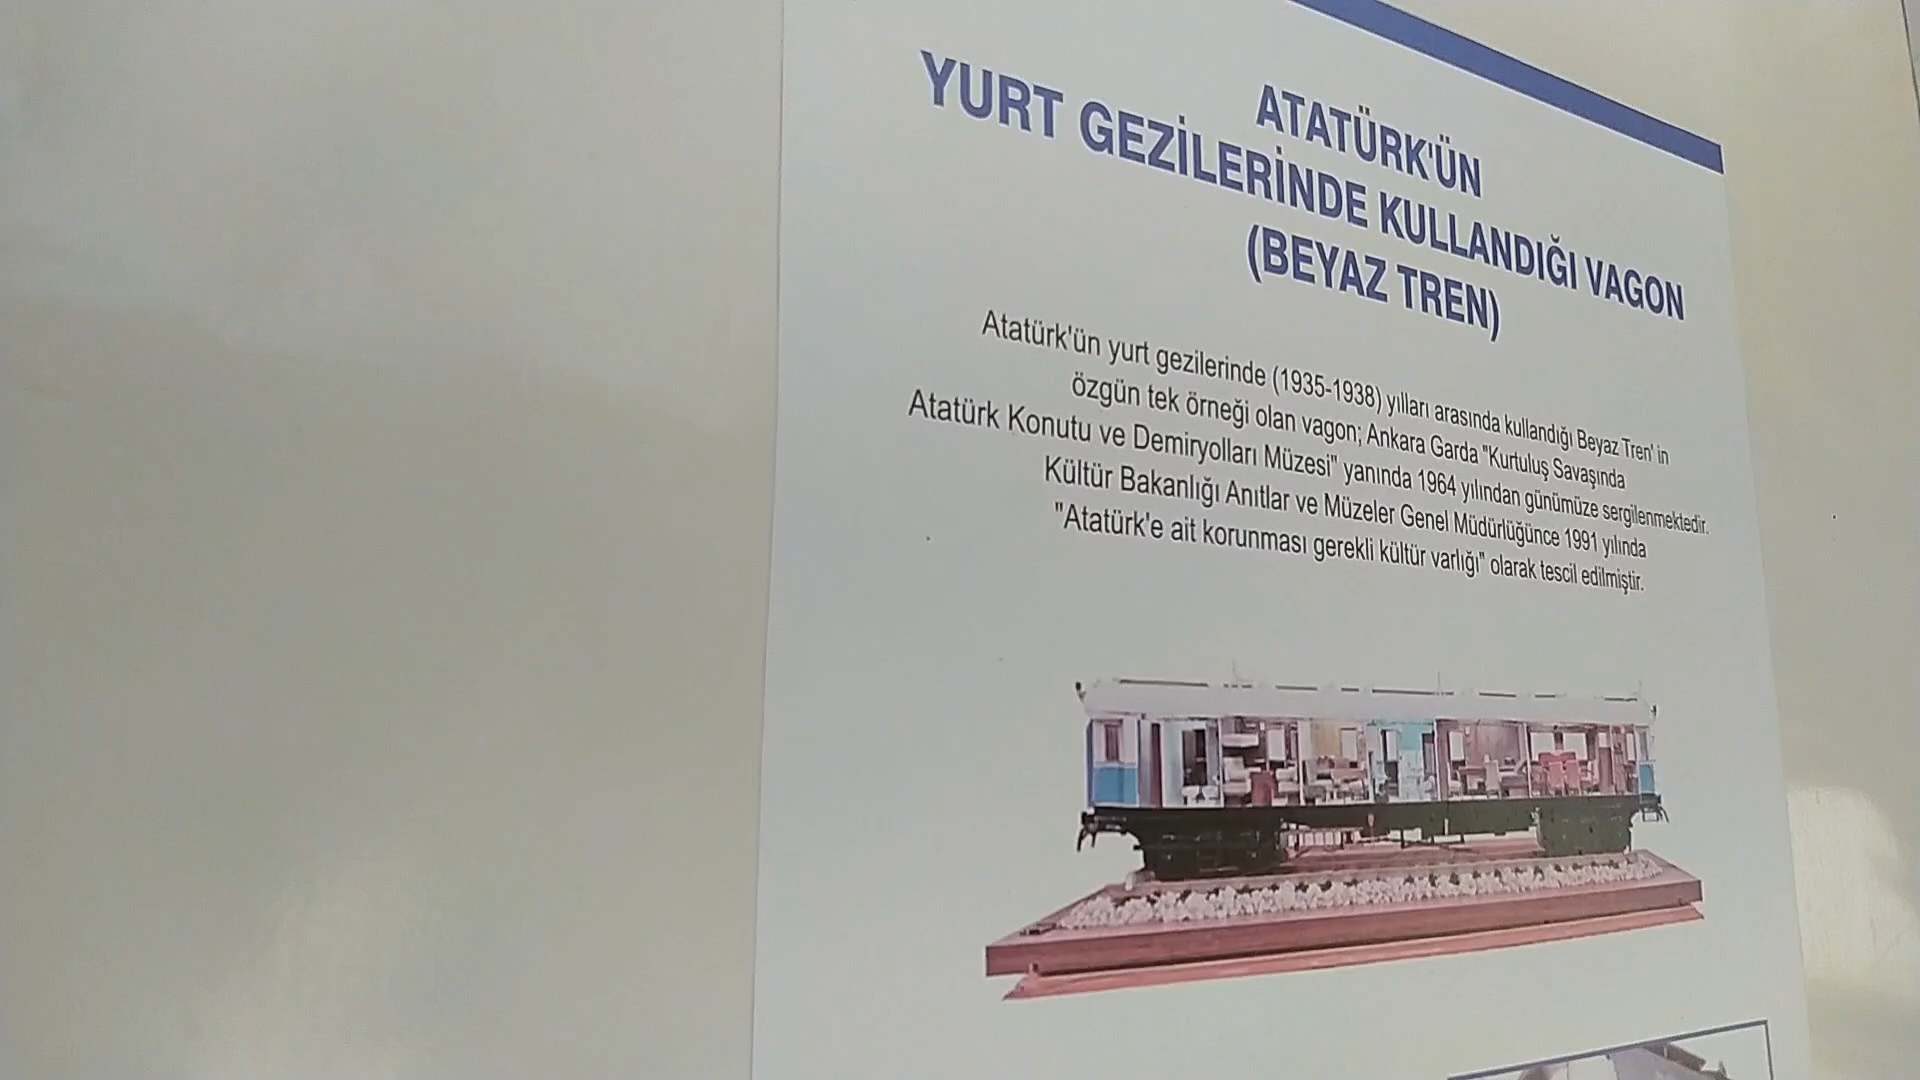 ATATÜRK'ÜN
YURT GEZİLERİNDE KULLANDIĞI VAGON
(BEYAZ TREN)
Atatürk'ün yurt gezilerinde (1935-1938) yılları arasında kullandığı Beyaz Tren' in
özgün tek örneği olan vagon; Ankara Garda "Kurtuluş Savaşında
Atatürk Konutu ve Demiryolları Müzesi" yanında 1964 yılından günümüze sergilenmektedir.
Kültür Bakanlığı Anıtlar ve Müzeler Genel Müdürlüğünce 1991 yılında
"Atatürk'e ait korunması gerekli kültür varlığı" olarak tescil edilmiştir.